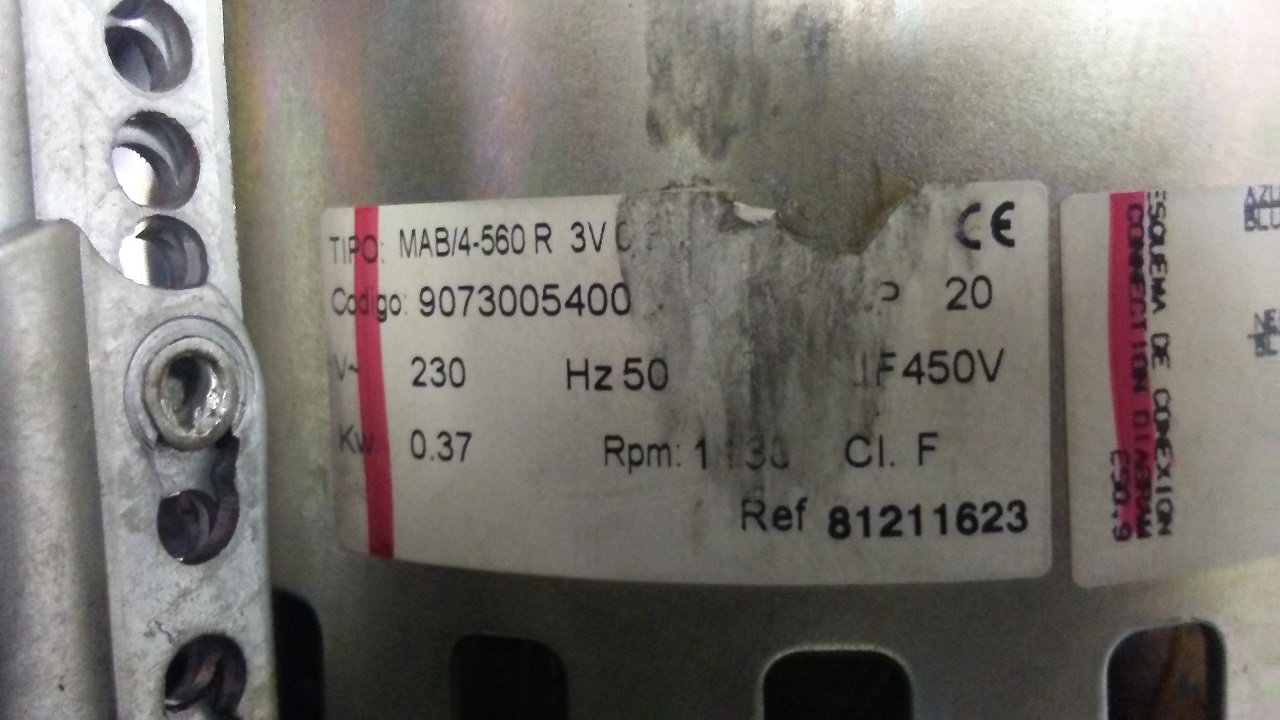 TIPO: MAB/4-560 R 3V
CE
Codigo: 9073005400
20
V~ 230 Hz 50
450V
Kw 0.37 Rpm: Cl. F
Ref 81211623
ESQUEMA DE CONEXION
CONNECTION DIAGRAM
E50.9